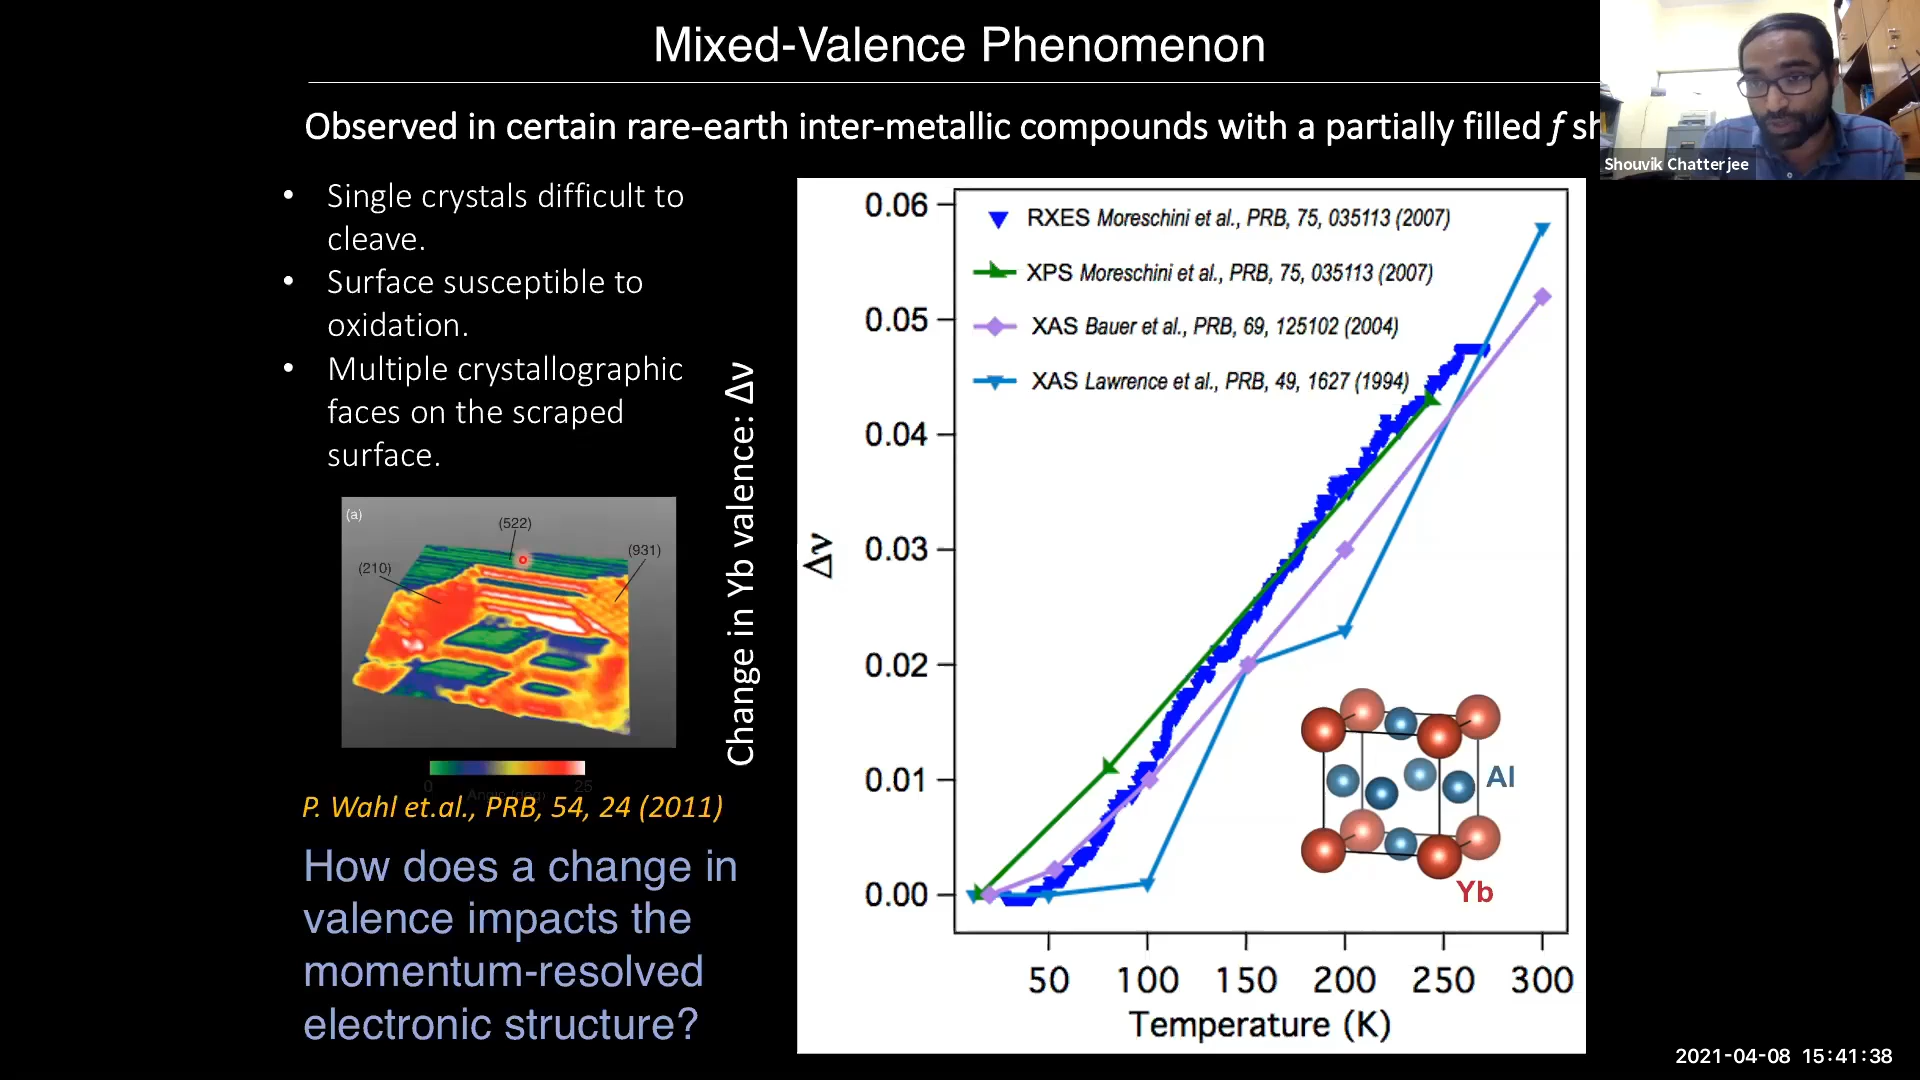 Mixed-Valence Phenomenon
Observed in certain rare-earth inter-metallic compounds with a partially filled f sh
Shouvik Chatterjee
• Single crystals difficult to
cleave.
• Surface susceptible to
oxidation.
• Multiple crystallographic
faces on the scraped
surface.
(a)
(522)
(931)
(210)
0
25
Angle (deg)
P. Wahl et.al., PRB, 54, 24 (2011)
How does a change in
valence impacts the
momentum-resolved
electronic structure?
Change in Yb valence: Δν
Δν
0.06
0.05
0.04
0.03
0.02
0.01
0.00
RXES Moreschini et al., PRB, 75, 035113 (2007)
XPS Moreschini et al., PRB, 75, 035113 (2007)
XAS Bauer et al., PRB, 69, 125102 (2004)
XAS Lawrence et al., PRB, 49, 1627 (1994)
Al
Yb
50 100 150 200 250 300
Temperature (K)
2021-04-08 15:41:38